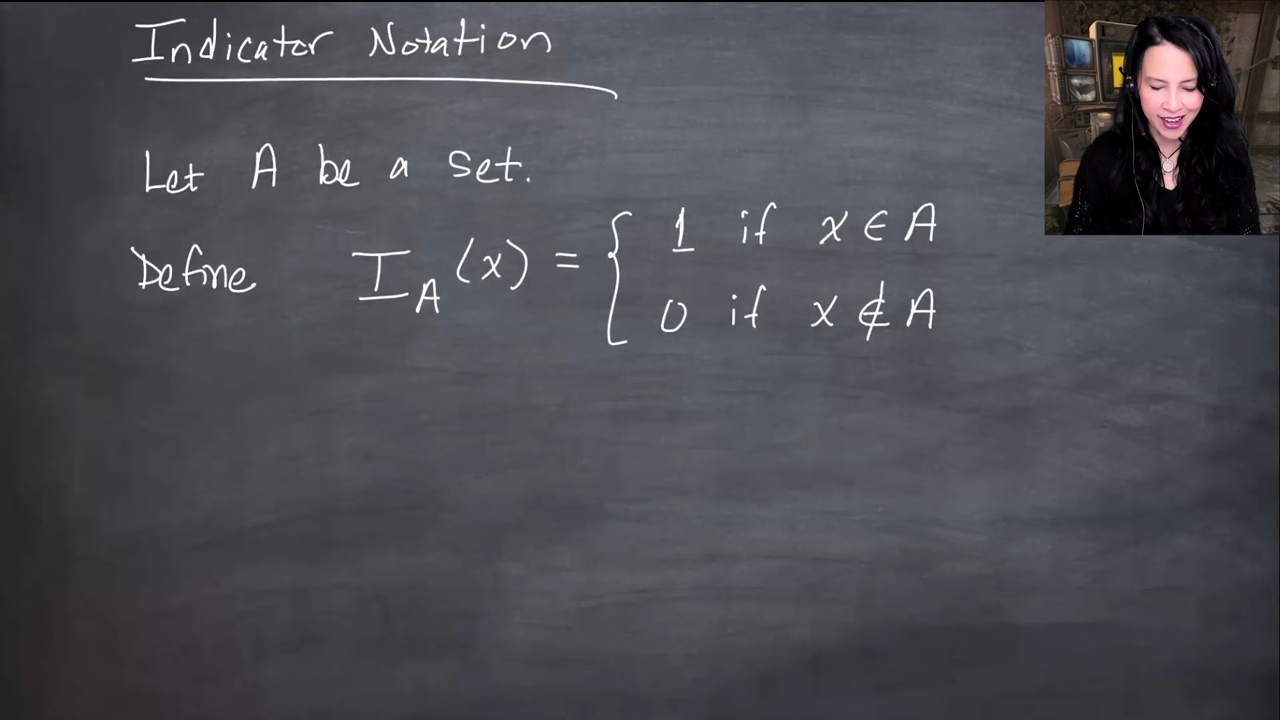 Indicator Notation
Let A be a set.
Define I_A(x) = { 1 if x ∈ A
0 if x ∉ A